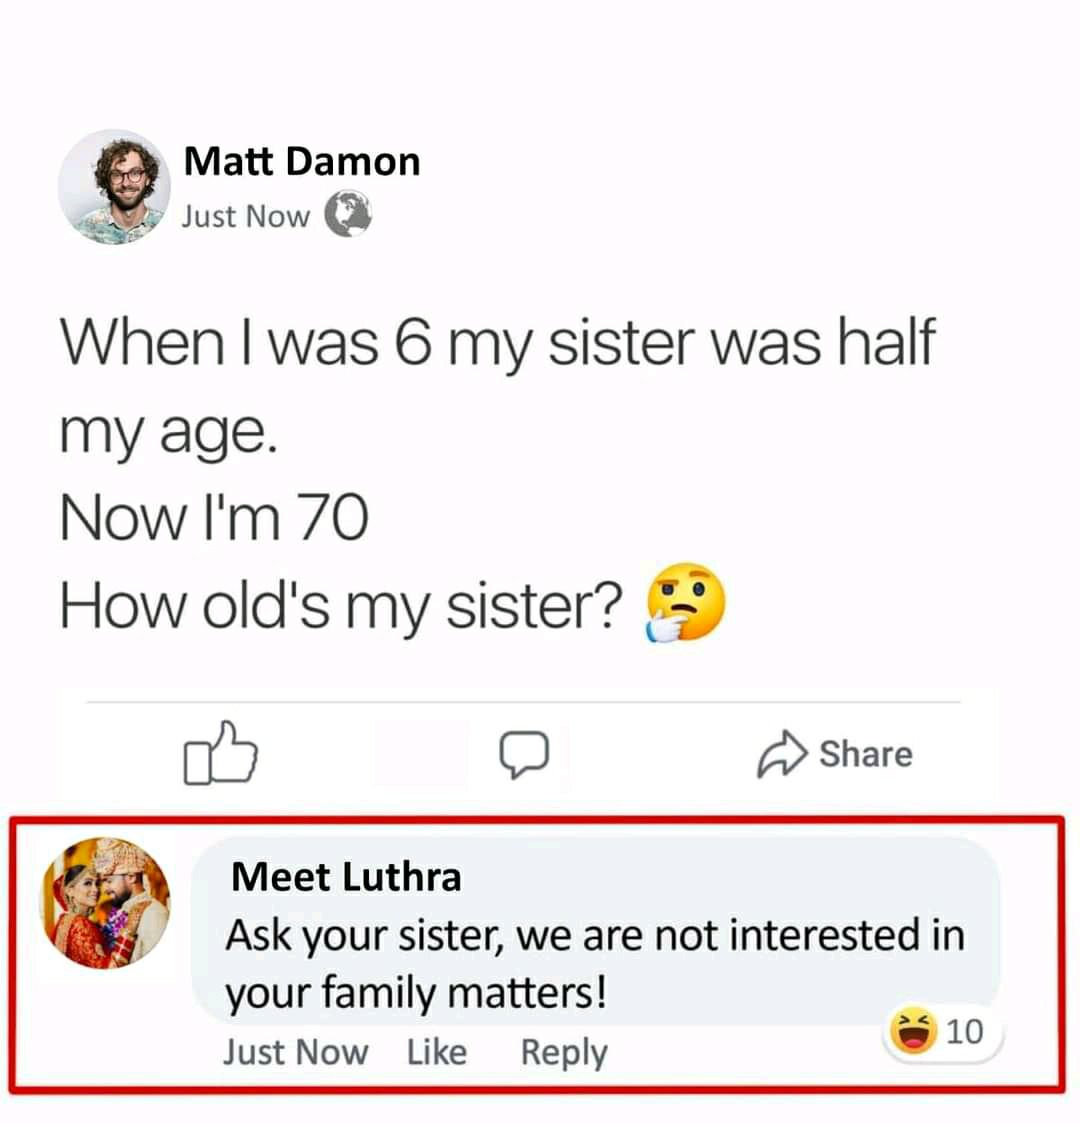 Matt Damon
Just Now
When I was 6 my sister was half
my age.
Now I'm 70
How old's my sister?
Share
Meet Luthra
Ask your sister, we are not interested in
your family matters!
Just Now Like Reply
10